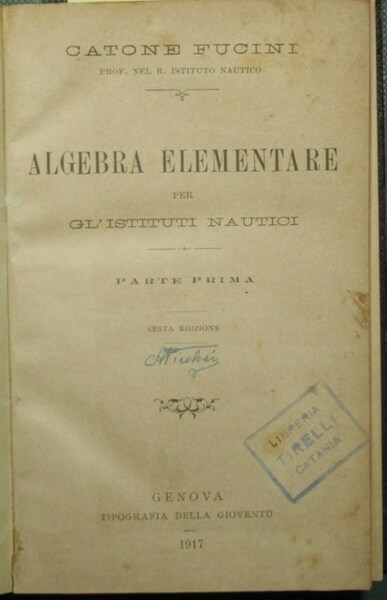 CATONE FUCINI
PROF. NEL R. ISTITUTO NAUTICO
ALGEBRA ELEMENTARE
PER
GL'ISTITUTI NAUTICI
PARTE PRIMA
SESTA EDIZIONE
LIBRERIA
TIRELLI
CATANIA
GENOVA
TIPOGRAFIA DELLA GIOVENTÙ
1917